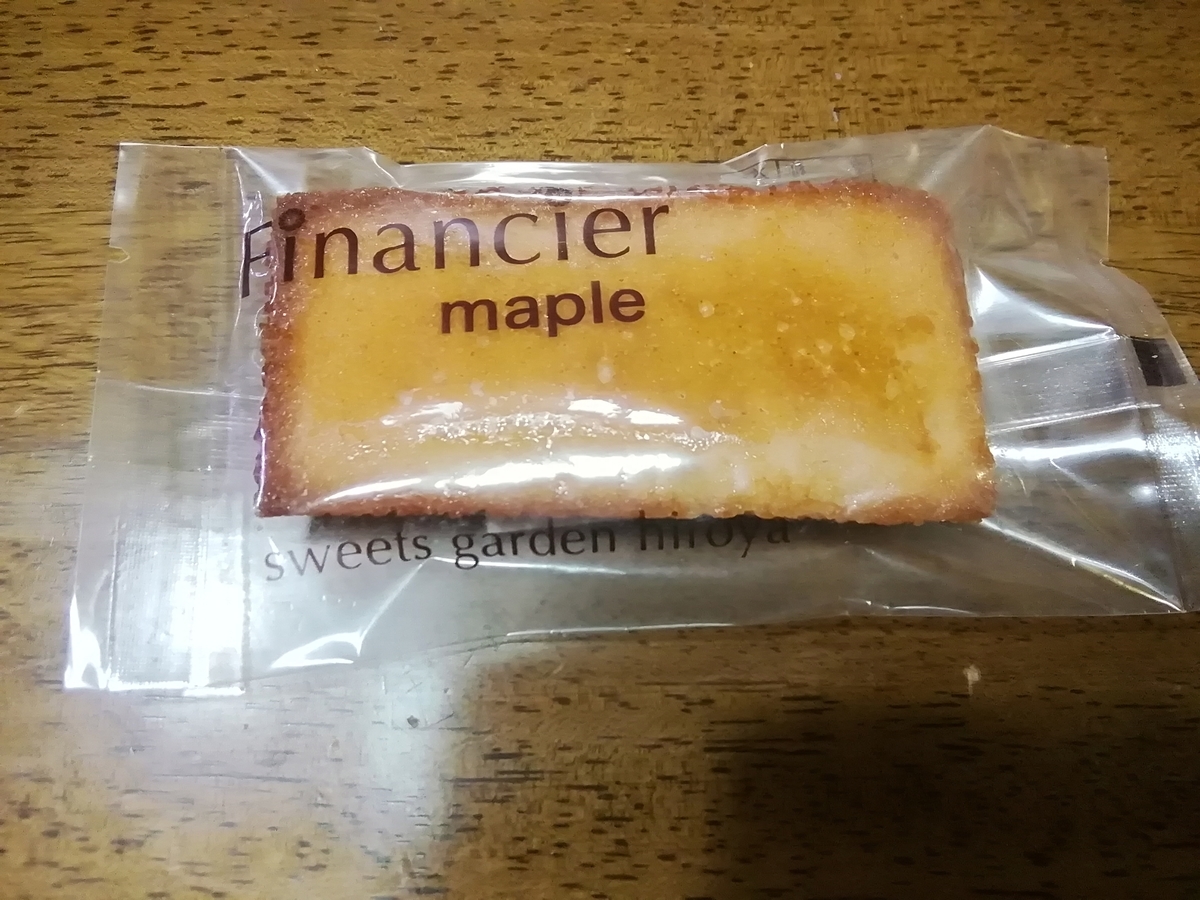 Financier
maple
sweets garden hiroya